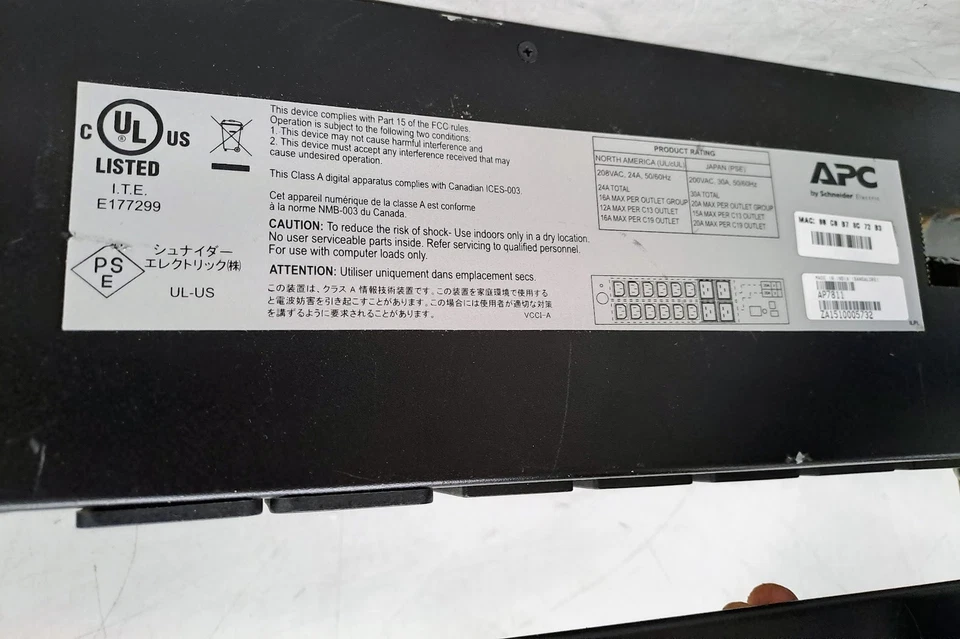 C UL US
®
LISTED
I.T.E.
E177299
PS
E
シュナイダー
エレクトリック(株)
UL-US
This device complies with Part 15 of the FCC rules.
Operation is subject to the following two conditions:
1. This device may not cause harmful interference and
2. This device must accept any interference received that may
cause undesired operation.
This Class A digital apparatus complies with Canadian ICES-003.
Cet appareil numérique de la classe A est conforme
à la norme NMB-003 du Canada.
CAUTION: To reduce the risk of shock- Use indoors only in a dry location.
No user serviceable parts inside. Refer servicing to qualified personnel.
For use with computer loads only.
ATTENTION: Utiliser uniquement dans emplacement secs.
この装置は、クラス A 情報技術装置です。この装置を家庭環境で使用する
と電波妨害を引き起こすことがあります。この場合には使用者が適切な対策
を講ずるように要求されることがあります。
VCCI-A
PRODUCT RATING
NORTH AMERICA (UL/cUL)
208VAC, 24A, 50/60Hz
24A TOTAL
16A MAX PER OUTLET GROUP
12A MAX PER C13 OUTLET
16A MAX PER C19 OUTLET
JAPAN (PSE)
200VAC, 30A, 50/60Hz
30A TOTAL
20A MAX PER OUTLET GROUP
15A MAX PER C13 OUTLET
20A MAX PER C19 OUTLET
APC
by Schneider Electric
MADE IN INDIA (BANGALORE)
AP7811
ZA1510005732